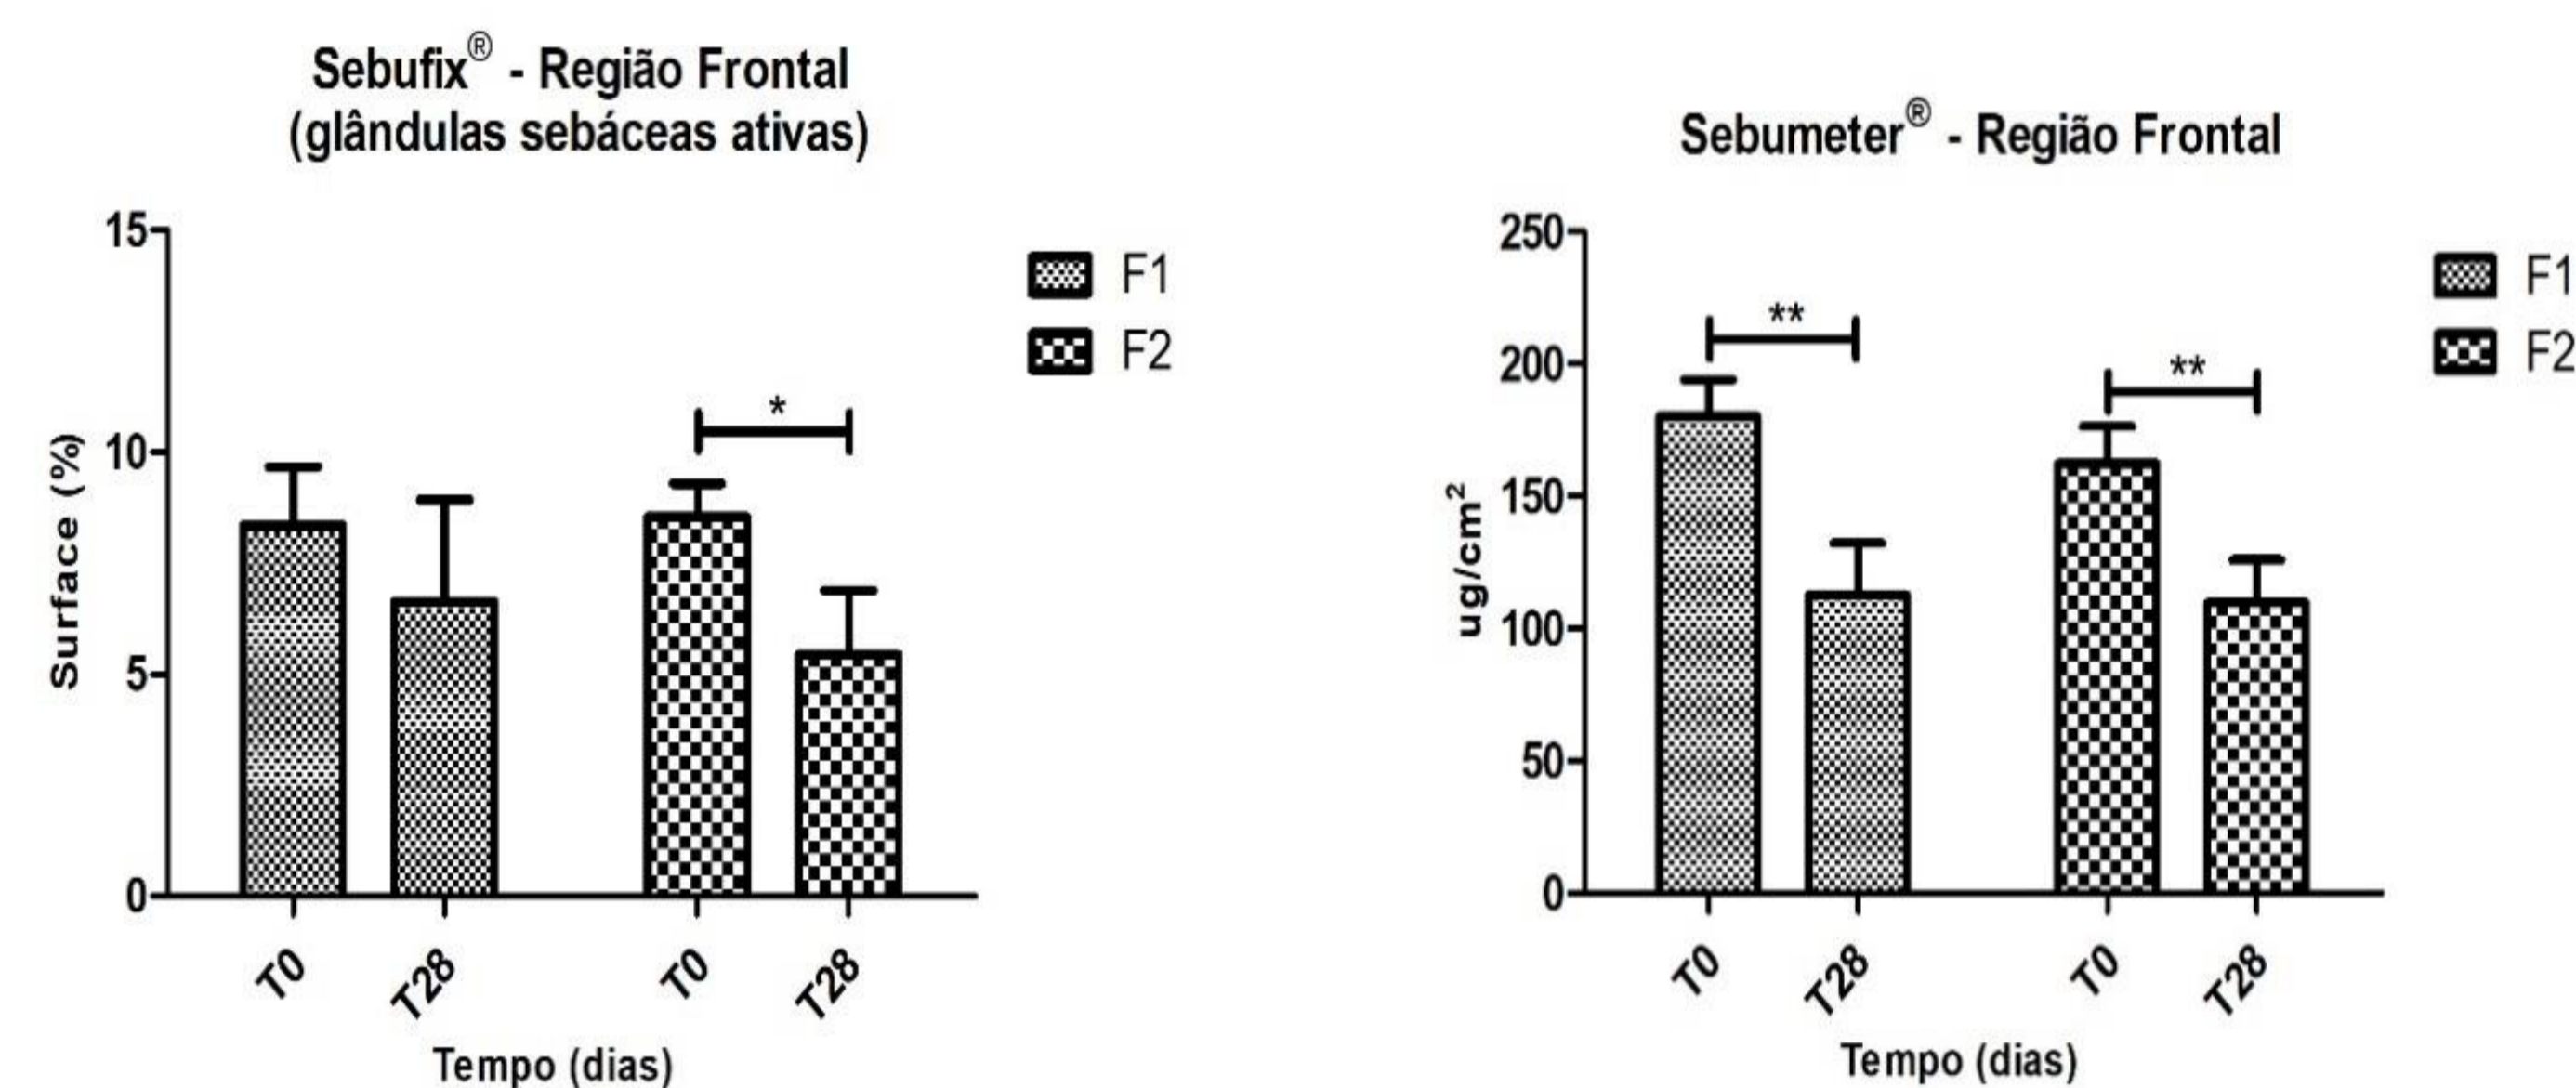 Sebufix® - Região Frontal
(glândulas sebáceas ativas)
15
10
5
0
Surface (%)
*
F1
F2
T0
T28
T0
T28
Tempo (dias)
Sebumeter® - Região Frontal
250
200
150
100
50
0
ug/cm²
**
**
F1
F2
T0
T28
T0
T28
Tempo (dias)